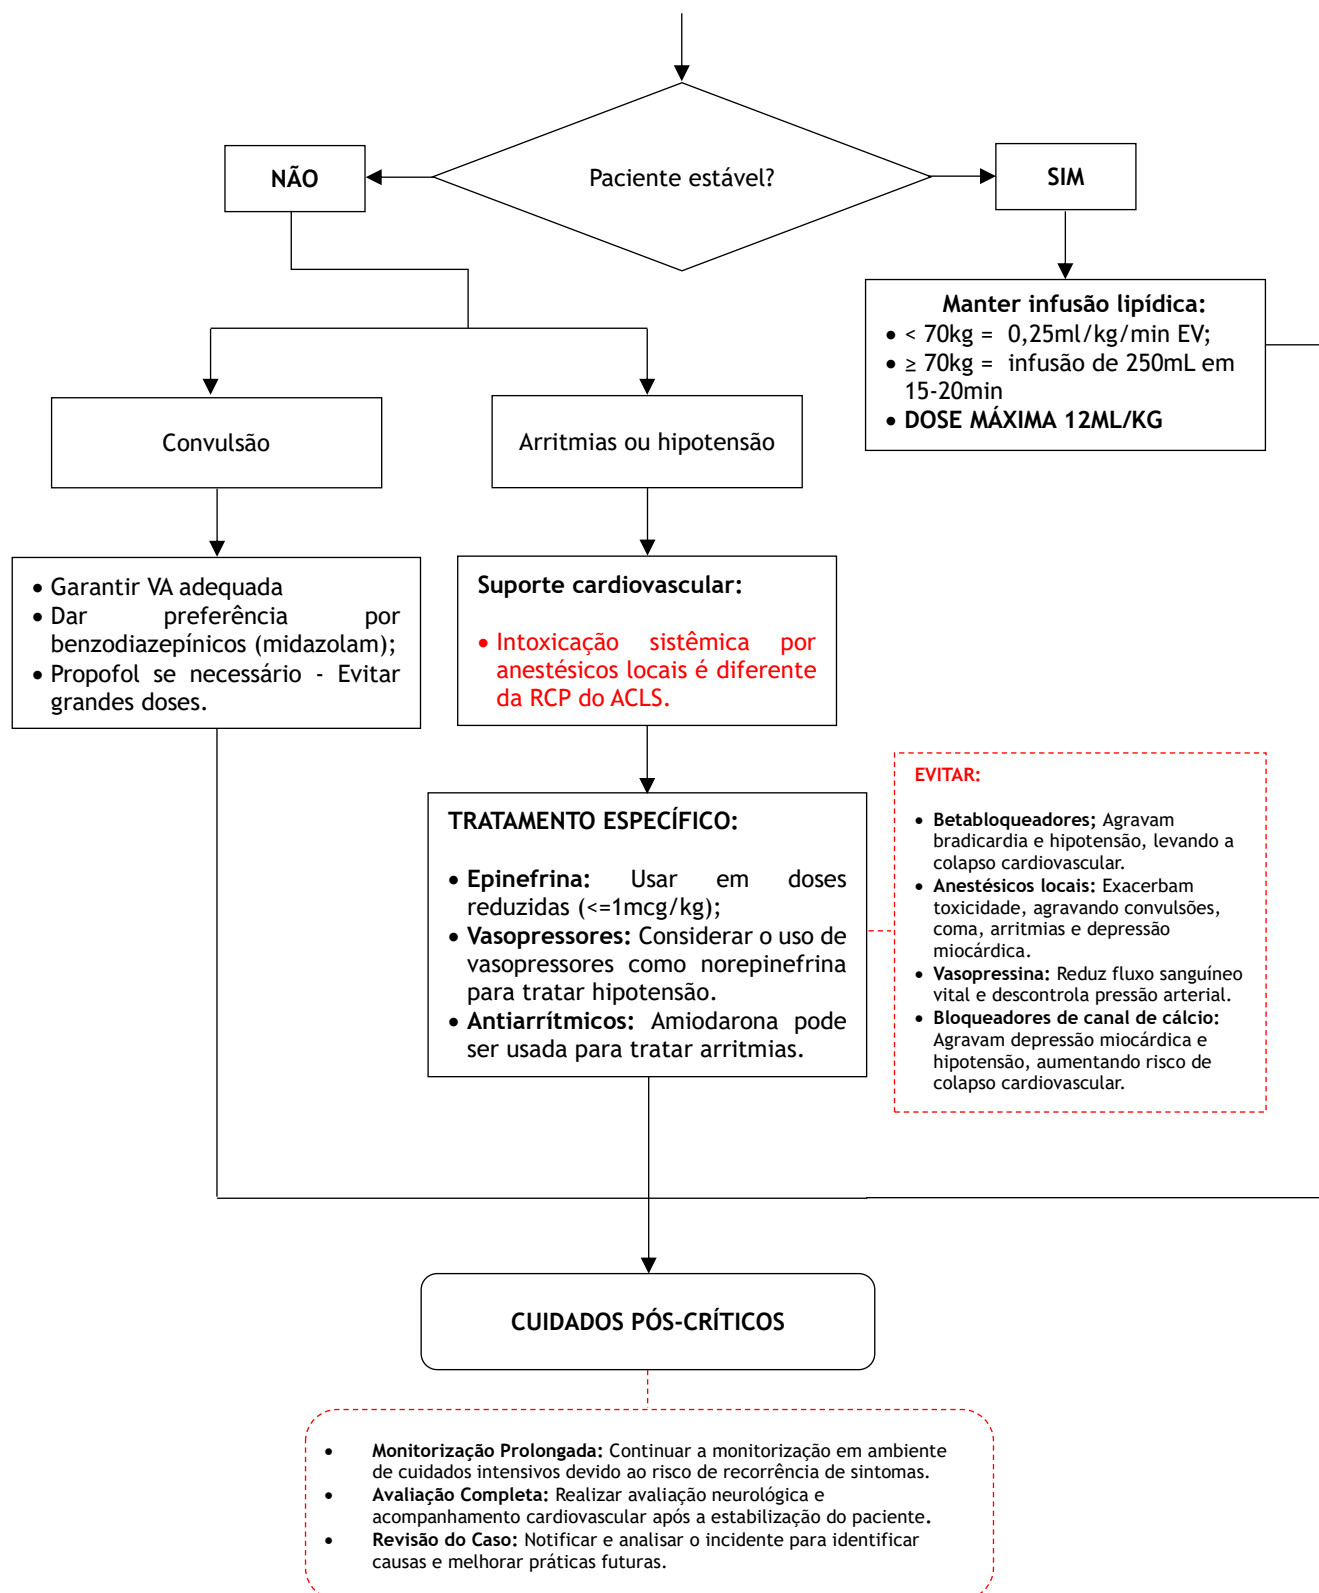 Paciente estável?
NÃO
SIM
Manter infusão lipídica:
• < 70kg = 0,25ml/kg/min EV;
• ≥ 70kg = infusão de 250mL em
15-20min
• DOSE MÁXIMA 12ML/KG
Convulsão
Arritmias ou hipotensão
• Garantir VA adequada
• Dar preferência por
benzodiazepínicos (midazolam);
• Propofol se necessário - Evitar
grandes doses.
Suporte cardiovascular:
• Intoxicação sistêmica por
anestésicos locais é diferente
da RCP do ACLS.
TRATAMENTO ESPECÍFICO:
• Epinefrina: Usar em doses
reduzidas (<=1mcg/kg);
• Vasopressores: Considerar o uso de
vasopressores como norepinefrina
para tratar hipotensão.
• Antiarrítmicos: Amiodarona pode
ser usada para tratar arritmias.
EVITAR:
• Betabloqueadores; Agravam
bradicardia e hipotensão, levando a
colapso cardiovascular.
• Anestésicos locais: Exacerbam
toxicidade, agravando convulsões,
coma, arritmias e depressão
miocárdica.
• Vasopressina: Reduz fluxo sanguíneo
vital e descontrola pressão arterial.
• Bloqueadores de canal de cálcio:
Agravam depressão miocárdica e
hipotensão, aumentando risco de
colapso cardiovascular.
CUIDADOS PÓS-CRÍTICOS
• Monitorização Prolongada: Continuar a monitorização em ambiente
de cuidados intensivos devido ao risco de recorrência de sintomas.
• Avaliação Completa: Realizar avaliação neurológica e
acompanhamento cardiovascular após a estabilização do paciente.
• Revisão do Caso: Notificar e analisar o incidente para identificar
causas e melhorar práticas futuras.